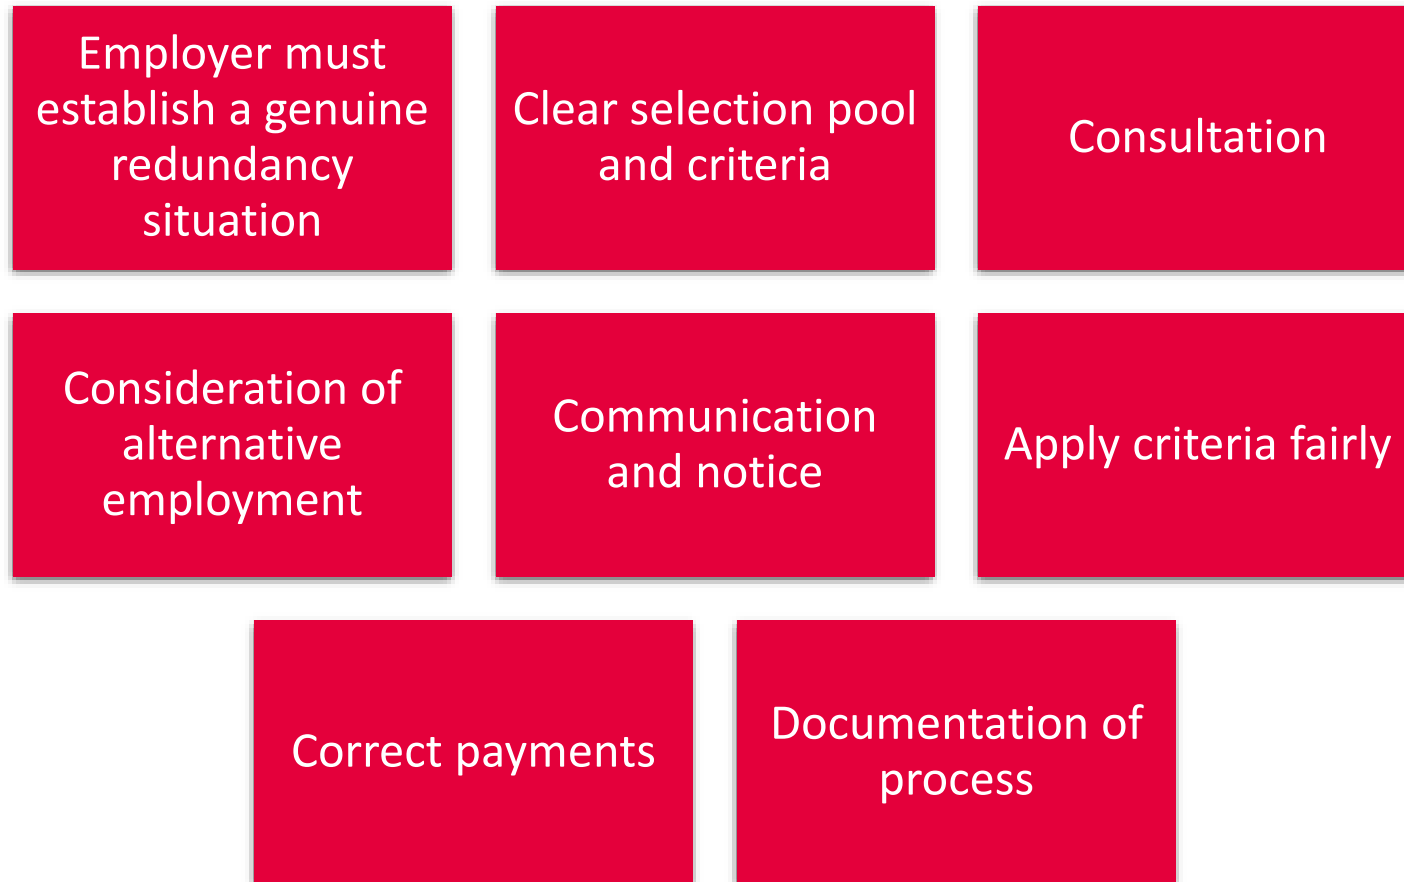 Employer must
establish a genuine
redundancy
situation
Clear selection pool
and criteria
Consultation
Consideration of
alternative
employment
Communication
and notice
Apply criteria fairly
Correct payments
Documentation of
process